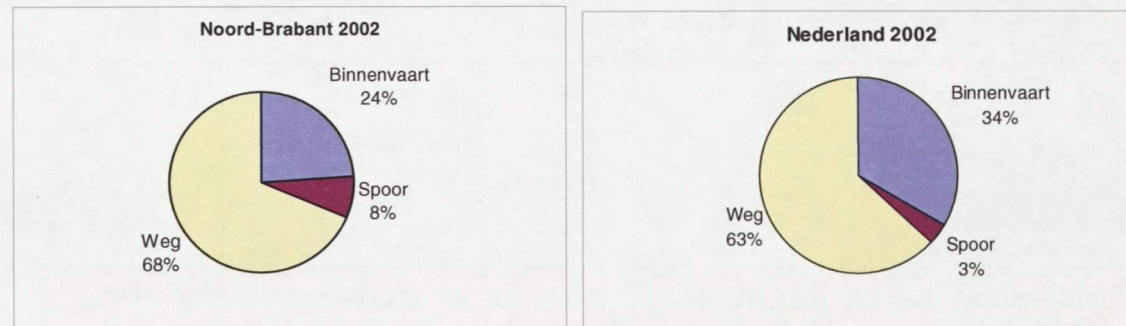 Noord-Brabant 2002
Binnenvaart
24%
Spoor
8%
Weg
68%
Nederland 2002
Binnenvaart
34%
Weg
63%
Spoor
3%